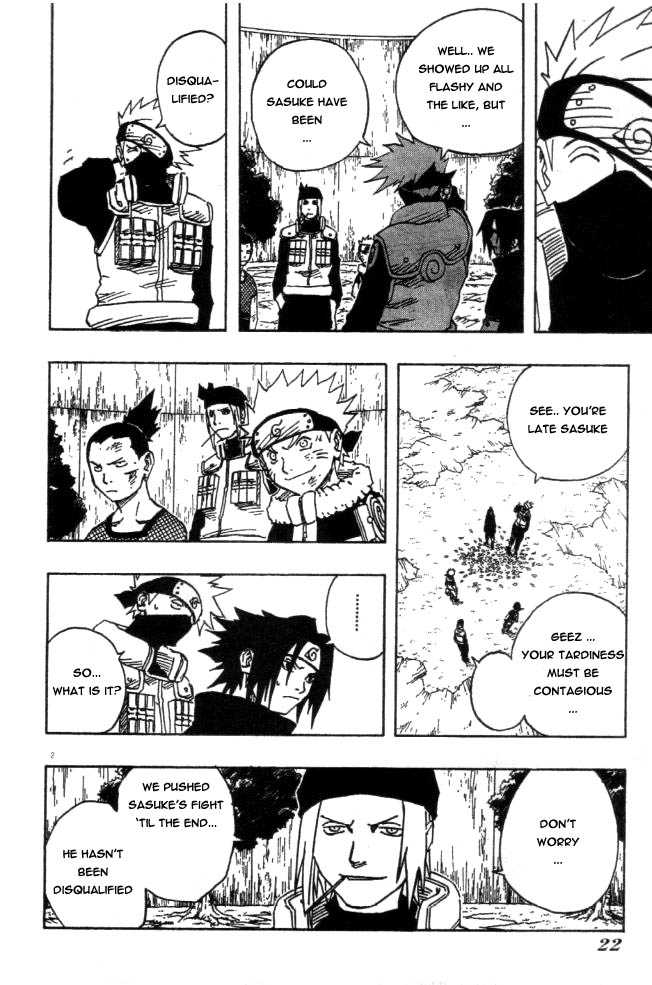 WELL.. WE
SHOWED UP ALL
FLASHY AND
THE LIKE, BUT
...
COULD
SASUKE HAVE
BEEN
...
DISQUA-
LIFIED?
SEE.. YOU'RE
LATE SASUKE
GEEZ ...
YOUR TARDINESS
MUST BE
CONTAGIOUS
...
.........
SO...
WHAT IS IT?
2
DON'T
WORRY
...
WE PUSHED
SASUKE'S FIGHT
'TIL THE END...
HE HASN'T
BEEN
DISQUALIFIED
22